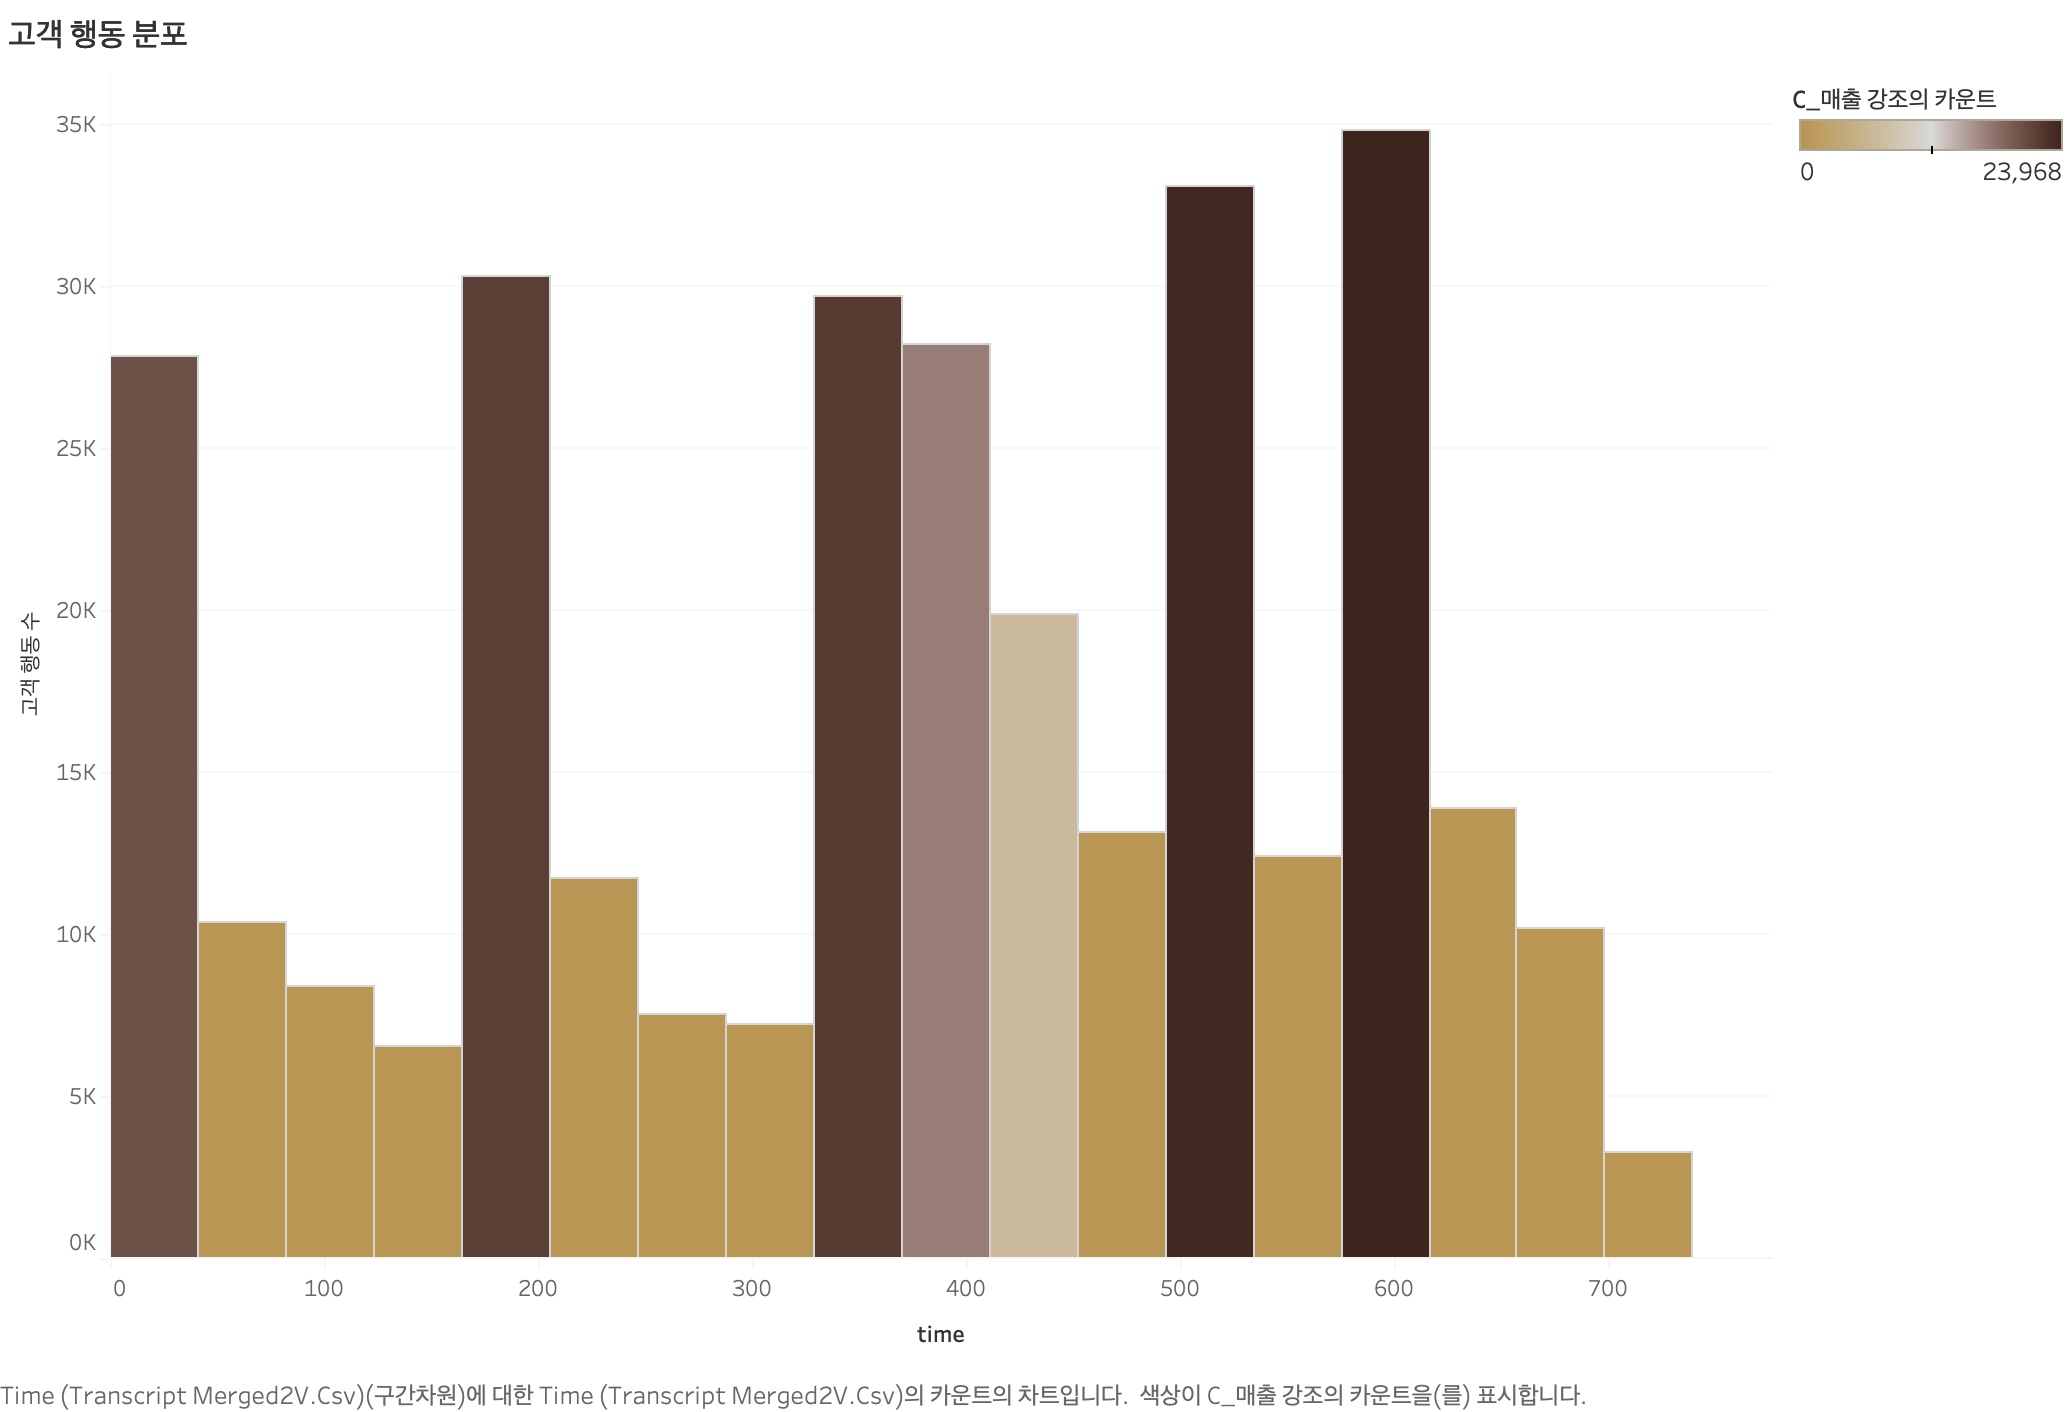 고객 행동 분포
C_매출 강조의 카운트
0
23,968
35K
30K
25K
20K
15K
10K
5K
0K
고객 행동 수
0 100 200 300 400 500 600 700
time
Time (Transcript Merged2V.Csv)(구간차원)에 대한 Time (Transcript Merged2V.Csv)의 카운트의 차트입니다.  색상이 C_매출 강조의 카운트을(를) 표시합니다.